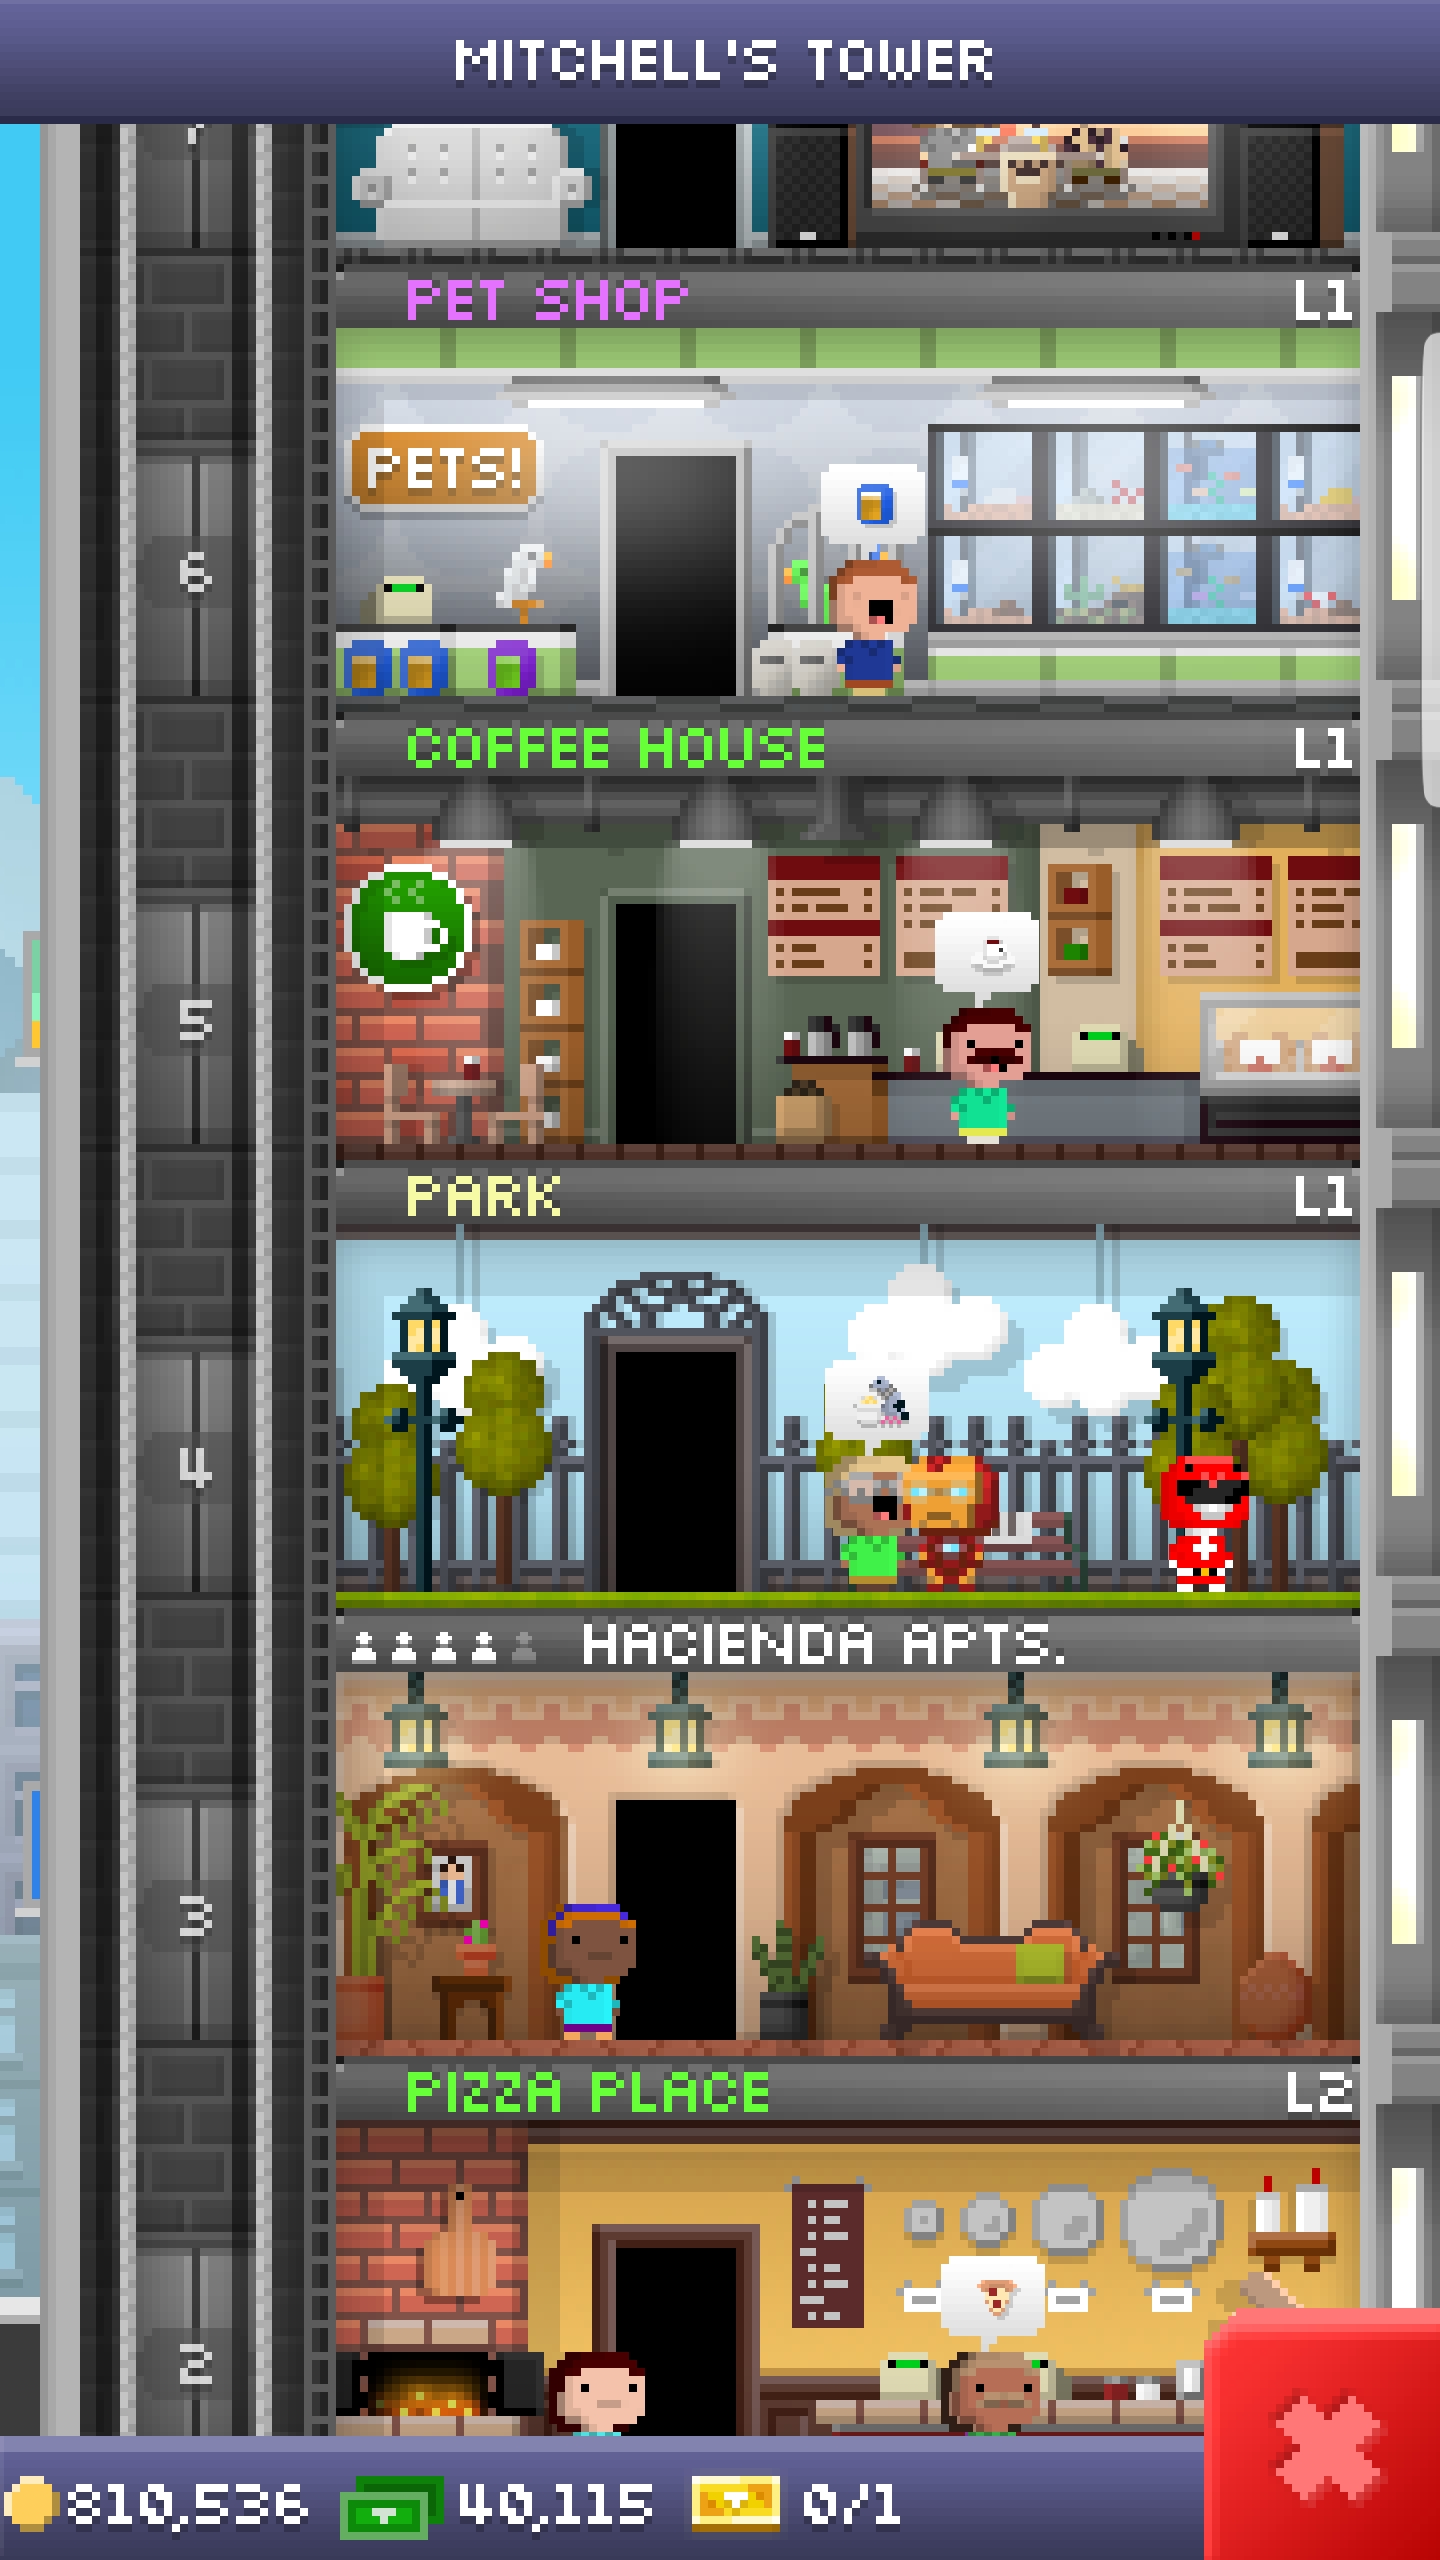 MITCHELL'S TOWER
PET SHOP L1
PETS!
6
COFFEE HOUSE L1
5
PARK L1
4
HACIENDA APTS.
3
PIZZA PLACE L2
2
810,536 40,115 0/1